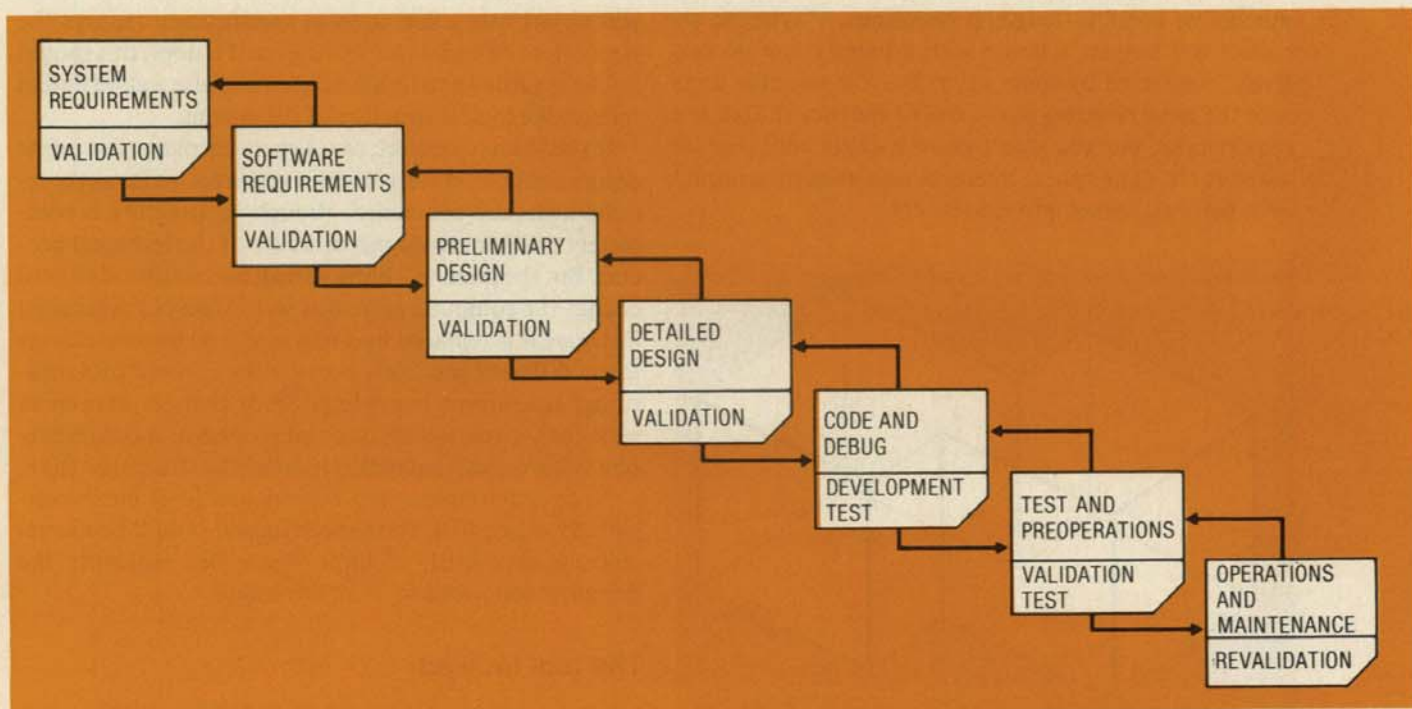 SYSTEM
REQUIREMENTS
VALIDATION
SOFTWARE
REQUIREMENTS
VALIDATION
PRELIMINARY
DESIGN
VALIDATION
DETAILED
DESIGN
VALIDATION
CODE AND
DEBUG
DEVELOPMENT
TEST
TEST AND
PREOPERATIONS
VALIDATION
TEST
OPERATIONS
AND
MAINTENANCE
REVALIDATION